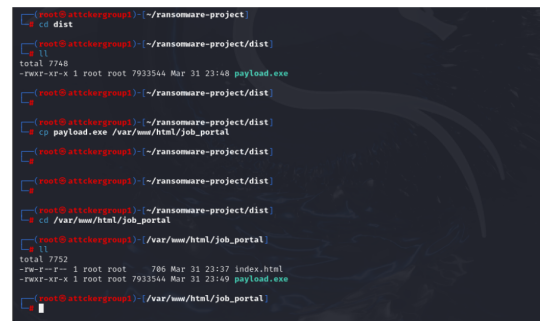 ┌──(root㉿attckergroup1)-[~/ransomware-project]
└─# cd dist
┌──(root㉿attckergroup1)-[~/ransomware-project/dist]
└─# ll
total 7748
-rwxr-xr-x 1 root root 7933544 Mar 31 23:48 payload.exe
┌──(root㉿attckergroup1)-[~/ransomware-project/dist]
└─#
┌──(root㉿attckergroup1)-[~/ransomware-project/dist]
└─# cp payload.exe /var/www/html/job_portal
┌──(root㉿attckergroup1)-[~/ransomware-project/dist]
└─#
┌──(root㉿attckergroup1)-[~/ransomware-project/dist]
└─#
┌──(root㉿attckergroup1)-[~/ransomware-project/dist]
└─# cd /var/www/html/job_portal
┌──(root㉿attckergroup1)-[/var/www/html/job_portal]
└─# ll
total 7752
-rw-r--r-- 1 root root     706 Mar 31 23:37 index.html
-rwxr-xr-x 1 root root 7933544 Mar 31 23:49 payload.exe
┌──(root㉿attckergroup1)-[/var/www/html/job_portal]
└─#